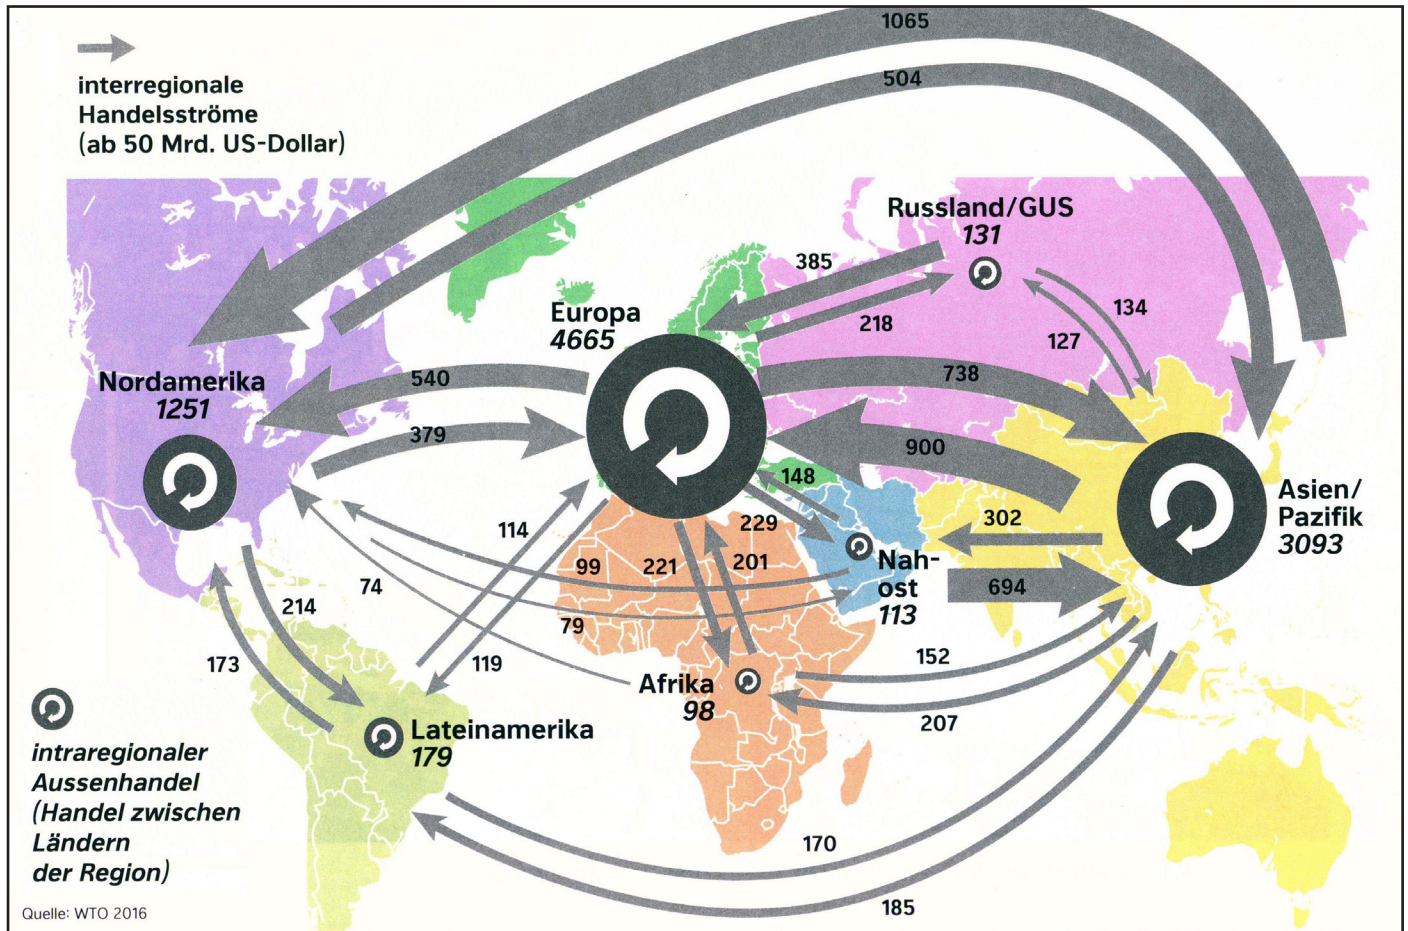 1065
504
interregionale
Handelsströme
(ab 50 Mrd. US-Dollar)
Russland/GUS
131
385
218
134
127
Europa
4665
Nordamerika
1251
540
379
738
900
148
229
302
694
Asien/
Pazifik
3093
Nah-
ost
113
114
99
221
201
74
79
214
173
119
152
207
Afrika
98
Lateinamerika
179
170
185
intraregionaler
Aussenhandel
(Handel zwischen
Ländern
der Region)
Quelle: WTO 2016